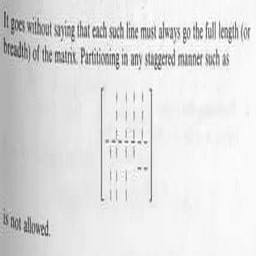 It goes without saying that each such line must always go the full length (or
breadth) of the matrix. Partitioning in any staggered manner such as
is not allowed.